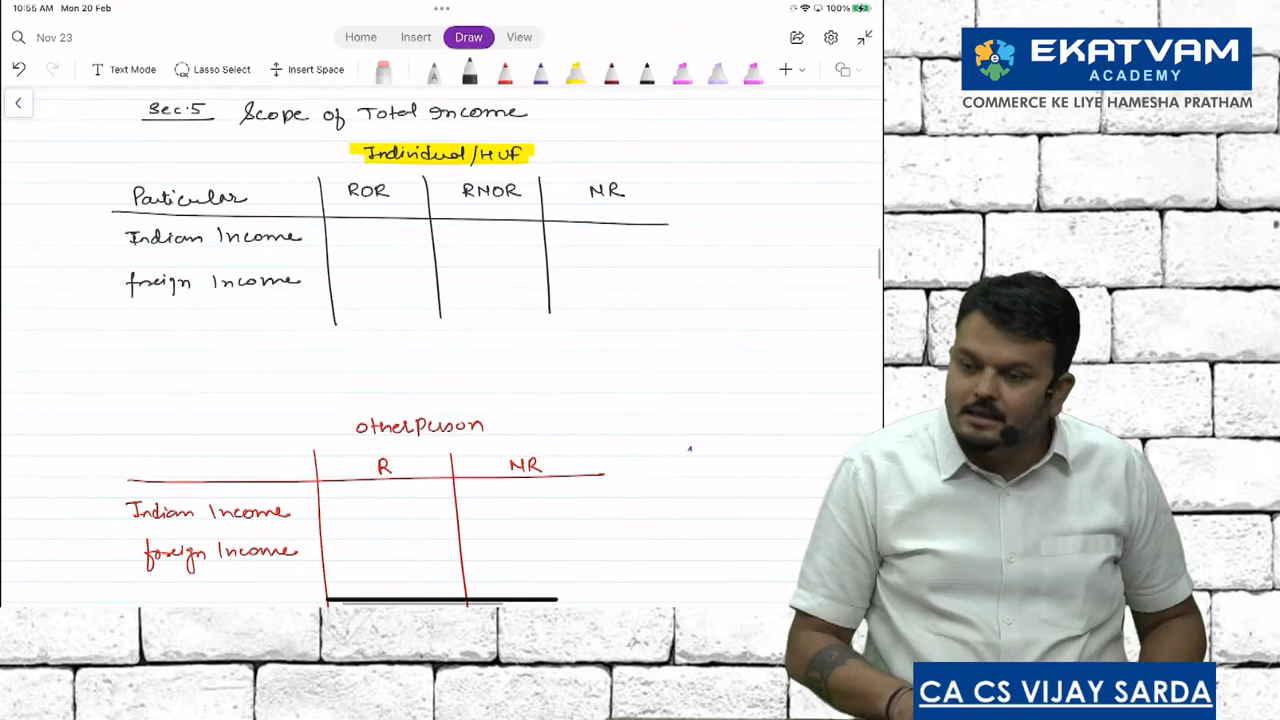 10:55 AM Mon 20 Feb
100%
Nov 23
Home Insert Draw View
Text Mode Lasso Select Insert Space
Sec.5 Scope of Total Income
Individual/HUF
Particular ROR RNOR NR
Indian Income
foreign Income
other Person
R NR
Indian Income
foreign Income
EKATVAM
ACADEMY
COMMERCE KE LIYE HAMESHA PRATHAM
CA CS VIJAY SARDA